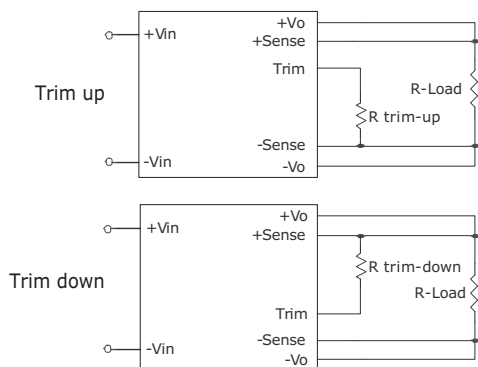 +Vo
+Vin
+Sense
Trim
Trim up
R-Load
R trim-up
-Sense
-Vin
-Vo
+Vo
+Vin
+Sense
R trim-down
Trim down
R-Load
Trim
-Sense
-Vin
-Vo